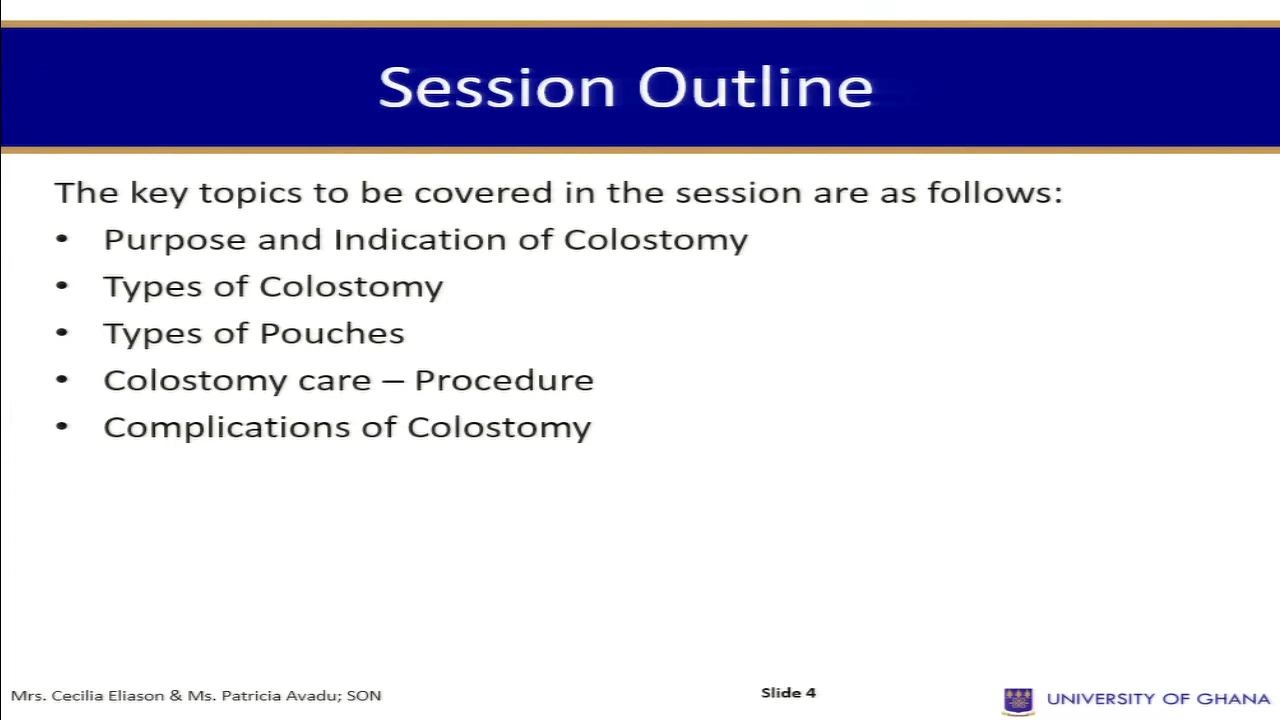 Session Outline
The key topics to be covered in the session are as follows:
• Purpose and Indication of Colostomy
• Types of Colostomy
• Types of Pouches
• Colostomy care – Procedure
• Complications of Colostomy
Mrs. Cecilia Eliason & Ms. Patricia Avadu; SON
Slide 4
UNIVERSITY OF GHANA